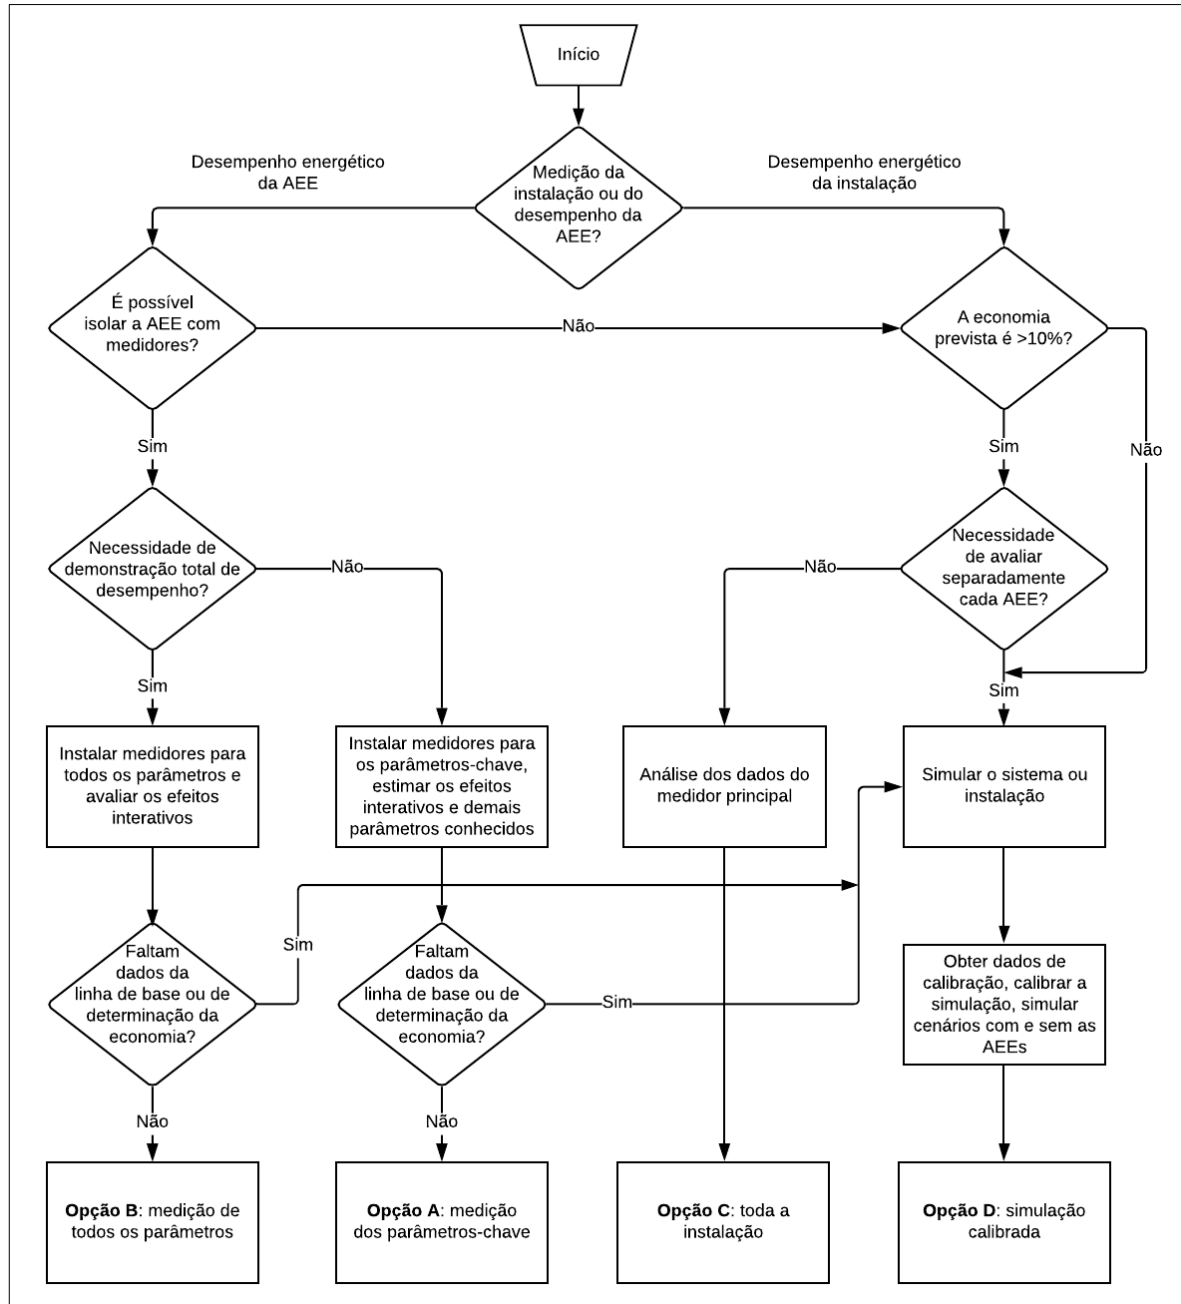 Início
Desempenho energético
da AEE
Medição da
instalação ou do
desempenho da
AEE?
Desempenho energético
da instalação
É possível
isolar a AEE com
medidores?
Não
A economia
prevista é >10%?
Sim
Sim
Não
Necessidade de
demonstração total de
desempenho?
Não
Não
Necessidade
de avaliar
separadamente
cada AEE?
Sim
Sim
Instalar medidores para
todos os parâmetros e
avaliar os efeitos
interativos
Instalar medidores para
os parâmetros-chave,
estimar os efeitos
interativos e demais
parâmetros conhecidos
Análise dos dados do
medidor principal
Simular o sistema ou
instalação
Faltam
dados da
linha de base ou de
determinação da
economia?
Sim
Faltam
dados da
linha de base ou de
determinação da
economia?
Sim
Obter dados de
calibração, calibrar a
simulação, simular
cenários com e sem as
AEEs
Não
Não
Opção B: medição de
todos os parâmetros
Opção A: medição
dos parâmetros-chave
Opção C: toda a
instalação
Opção D: simulação
calibrada